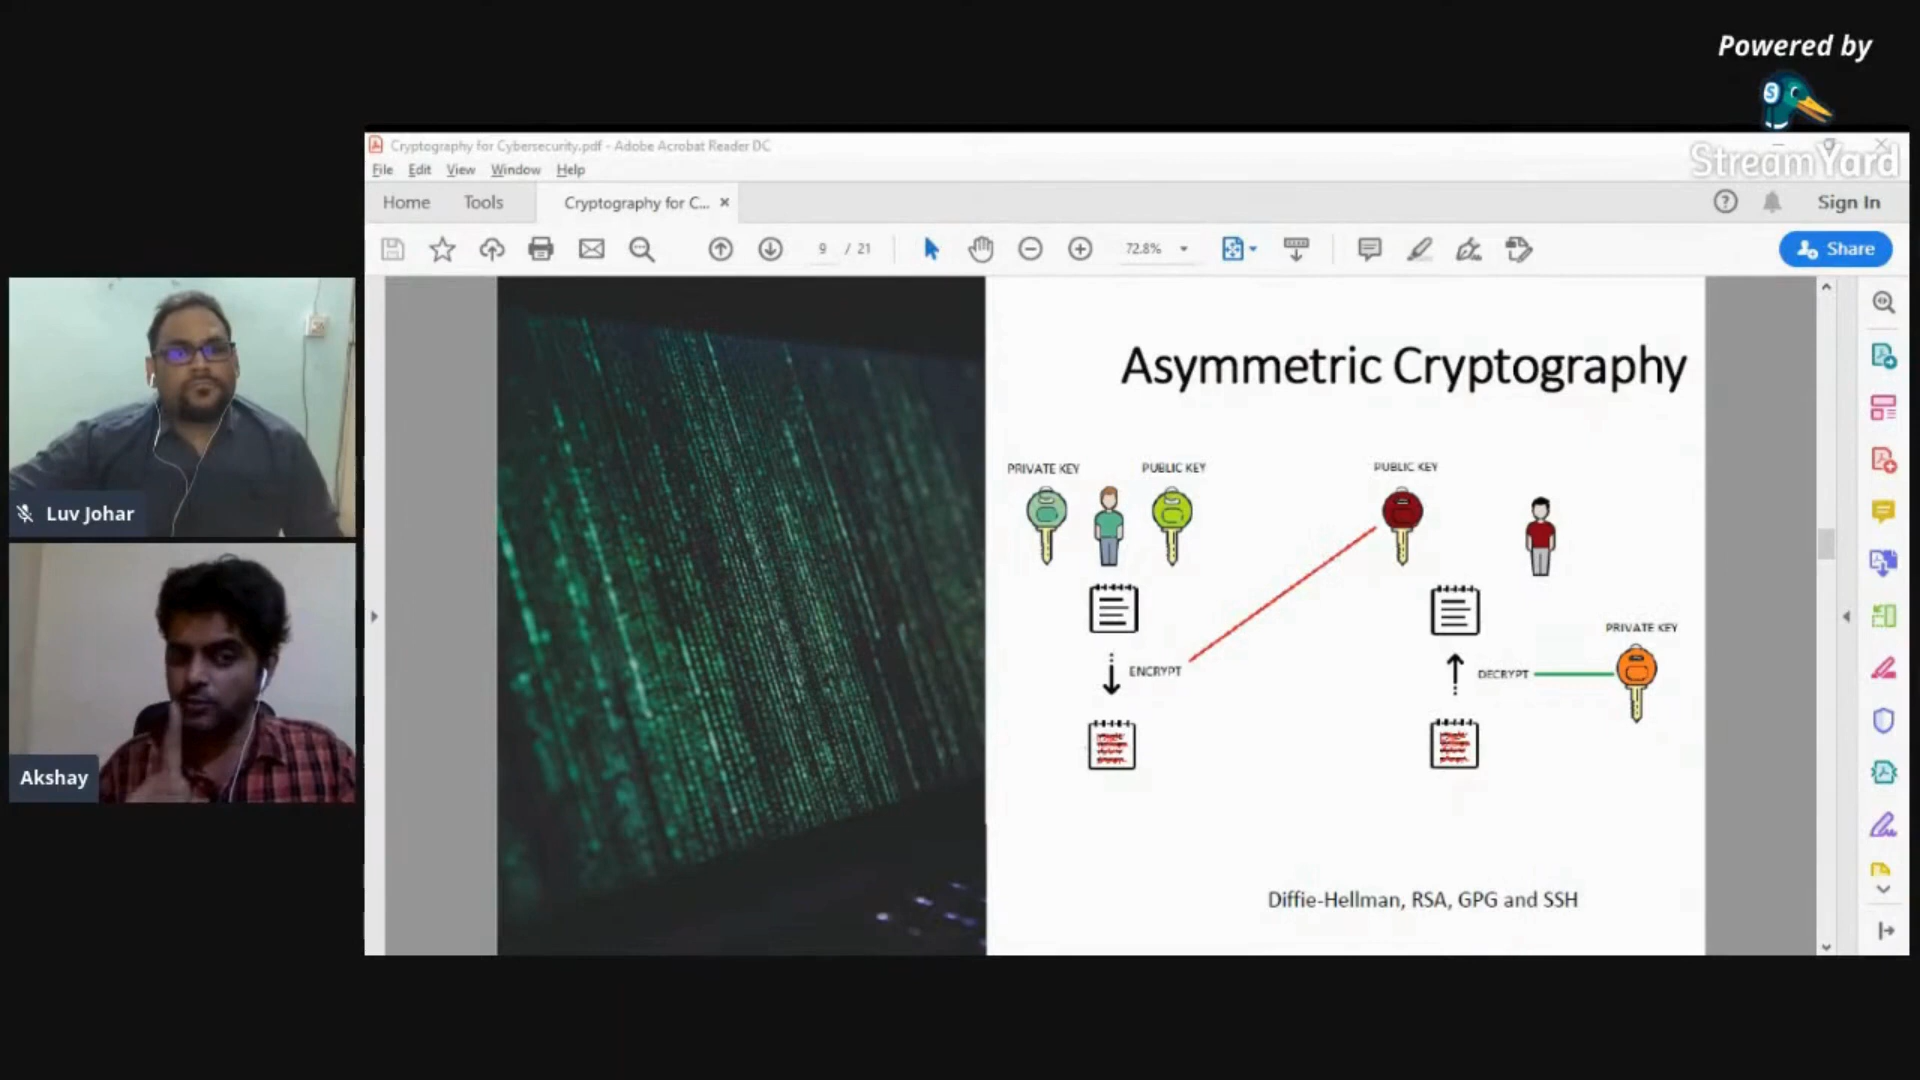 Powered by
StreamYard
Cryptography for Cybersecurity.pdf - Adobe Acrobat Reader DC
File Edit View Window Help
Home Tools Cryptography for C... Sign In
9 / 21 72.8% Share
Asymmetric Cryptography
PRIVATE KEY PUBLIC KEY PUBLIC KEY
PRIVATE KEY
ENCRYPT DECRYPT
Diffie-Hellman, RSA, GPG and SSH
Luv Johar
Akshay